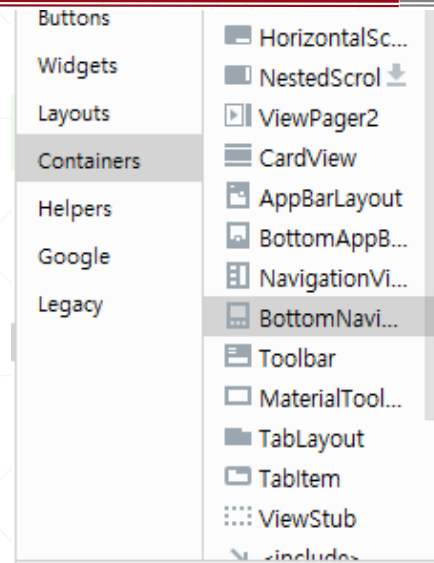 Buttons
Widgets
Layouts
Containers
Helpers
Google
Legacy
HorizontalSc...
NestedScrol
ViewPager2
CardView
AppBarLayout
BottomAppB...
NavigationVi...
BottomNavi...
Toolbar
MaterialTool...
TabLayout
TabItem
ViewStub
<include>